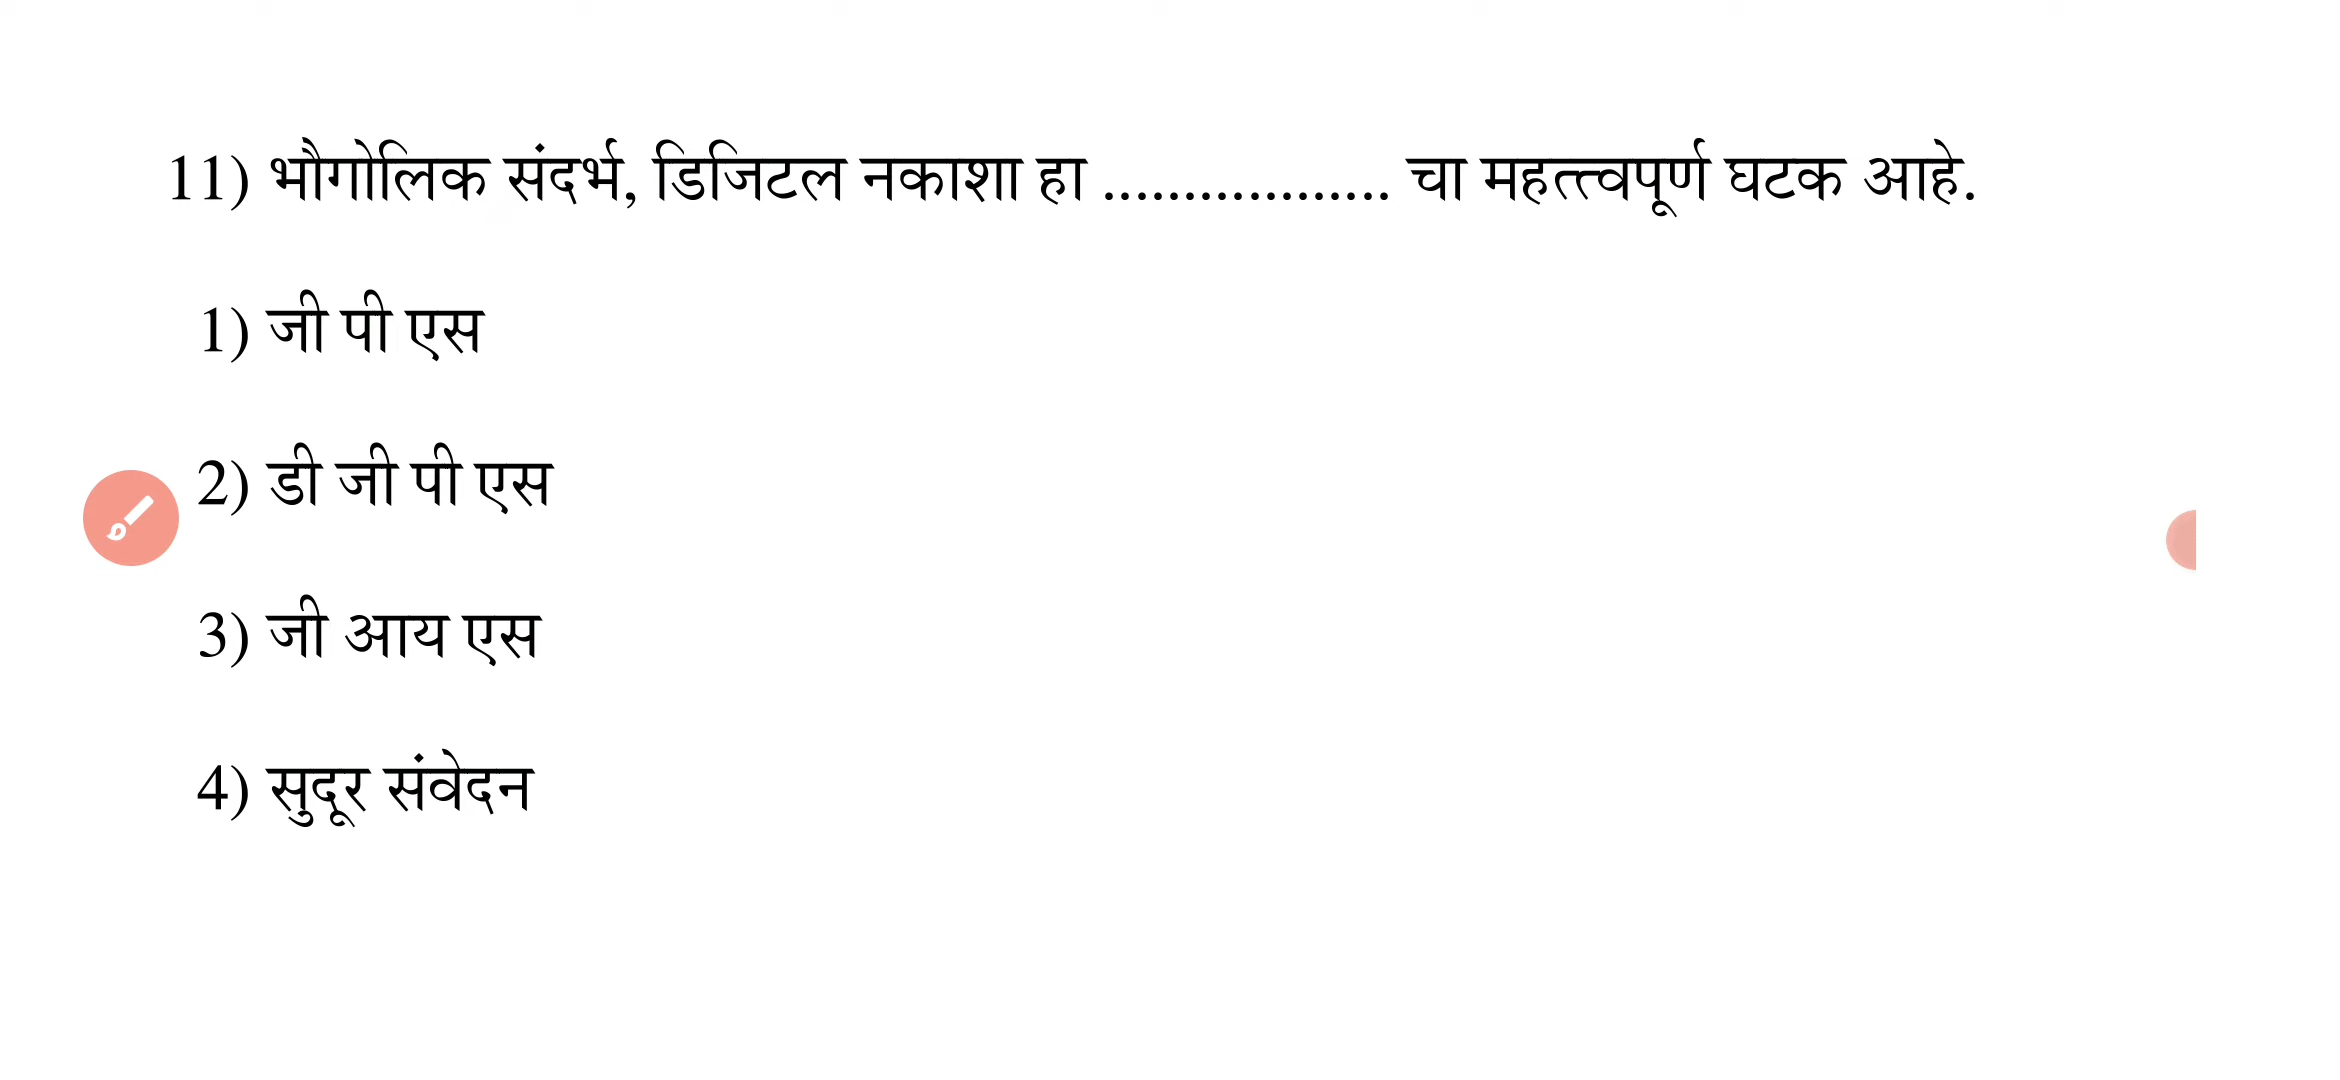 11) भौगोलिक संदर्भ, डिजिटल नकाशा हा .................. चा महत्त्वपूर्ण घटक आहे.
1) जी पी एस
2) डी जी पी एस
3) जी आय एस
4) सुदूर संवेदन